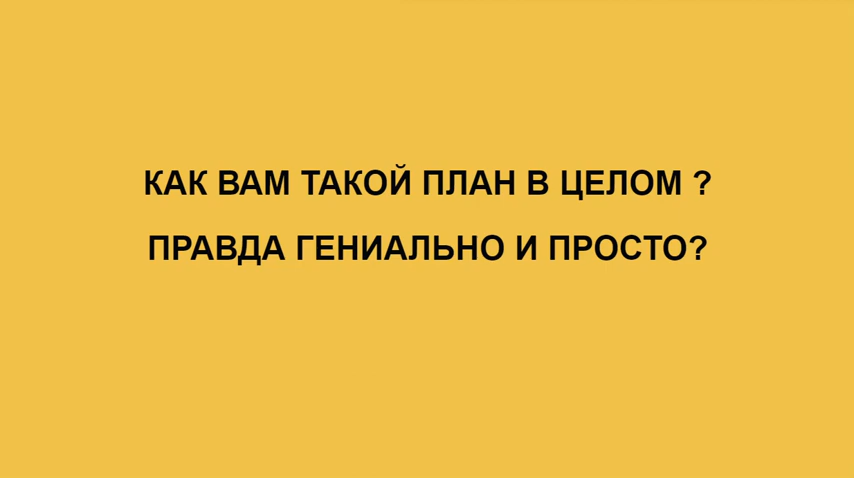 КАК ВАМ ТАКОЙ ПЛАН В ЦЕЛОМ ?
ПРАВДА ГЕНИАЛЬНО И ПРОСТО?